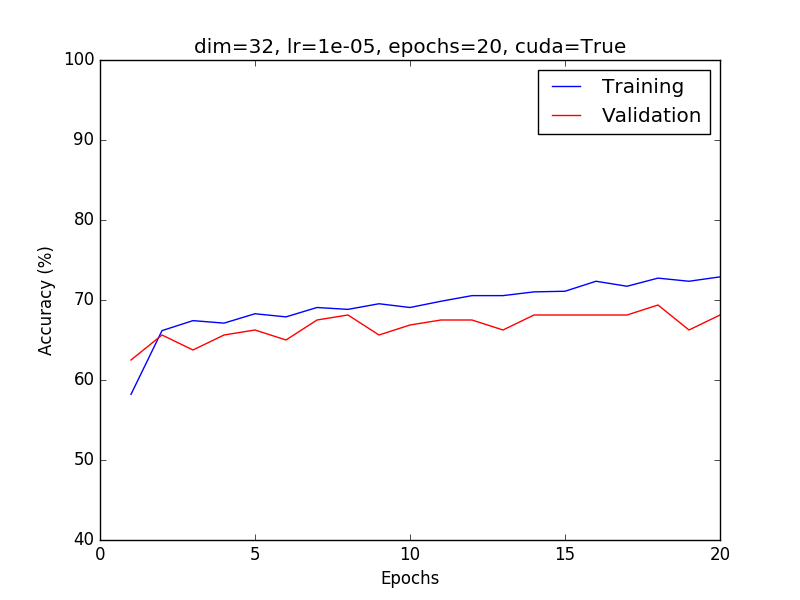 dim=32, lr=1e-05, epochs=20, cuda=True
100
90
80
70
60
50
40
Accuracy (%)
Training
Validation
0
5
10
15
20
Epochs